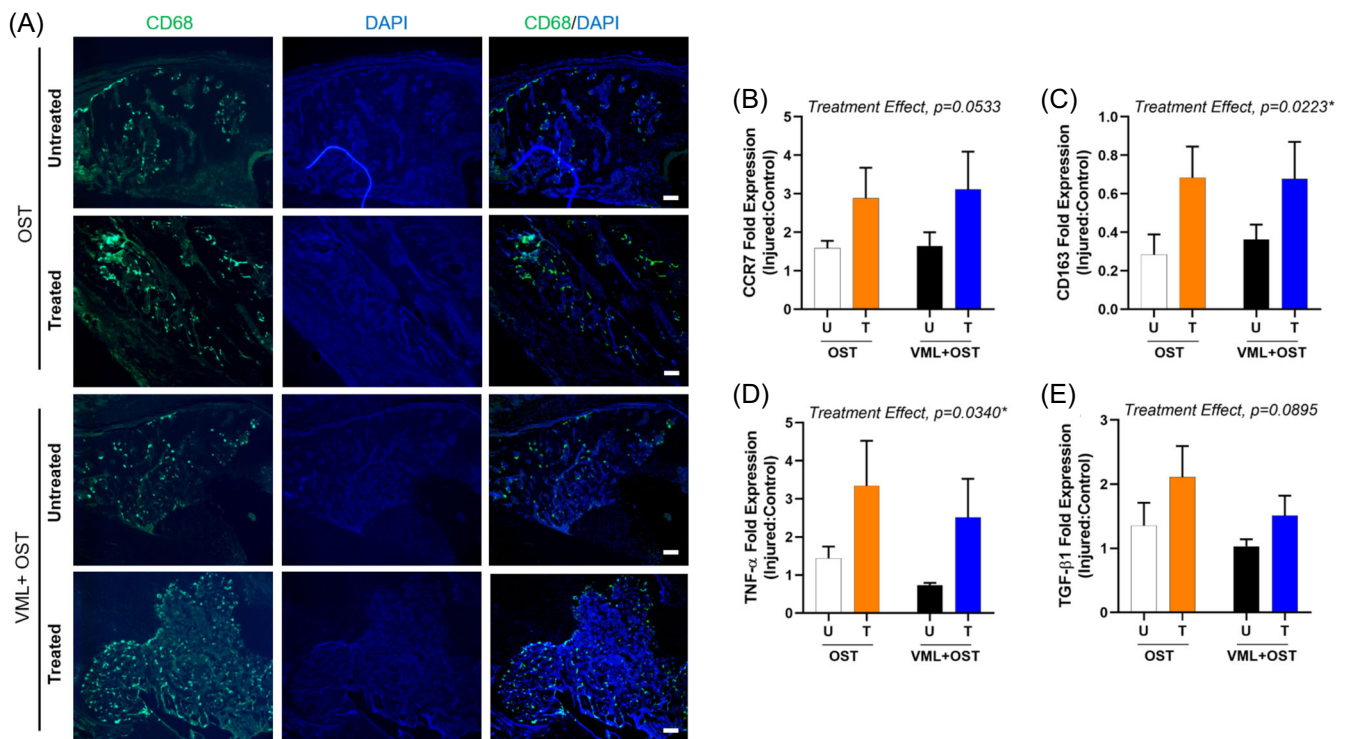 (A)
CD68
DAPI
CD68/DAPI
OST
Untreated
Treated
VML+ OST
Untreated
Treated
(B)
Treatment Effect, p=0.0533
CCR7 Fold Expression
(Injured:Control)
5
4
3
2
1
0
U T U T
OST VML+OST
(C)
Treatment Effect, p=0.0223*
CD163 Fold Expression
(Injured:Control)
1.0
0.8
0.6
0.4
0.2
0.0
U T U T
OST VML+OST
(D)
Treatment Effect, p=0.0340*
TNF-α Fold Expression
(Injured:Control)
5
4
3
2
1
0
U T U T
OST VML+OST
(E)
Treatment Effect, p=0.0895
TGF-β1 Fold Expression
(Injured:Control)
3
2
1
0
U T U T
OST VML+OST